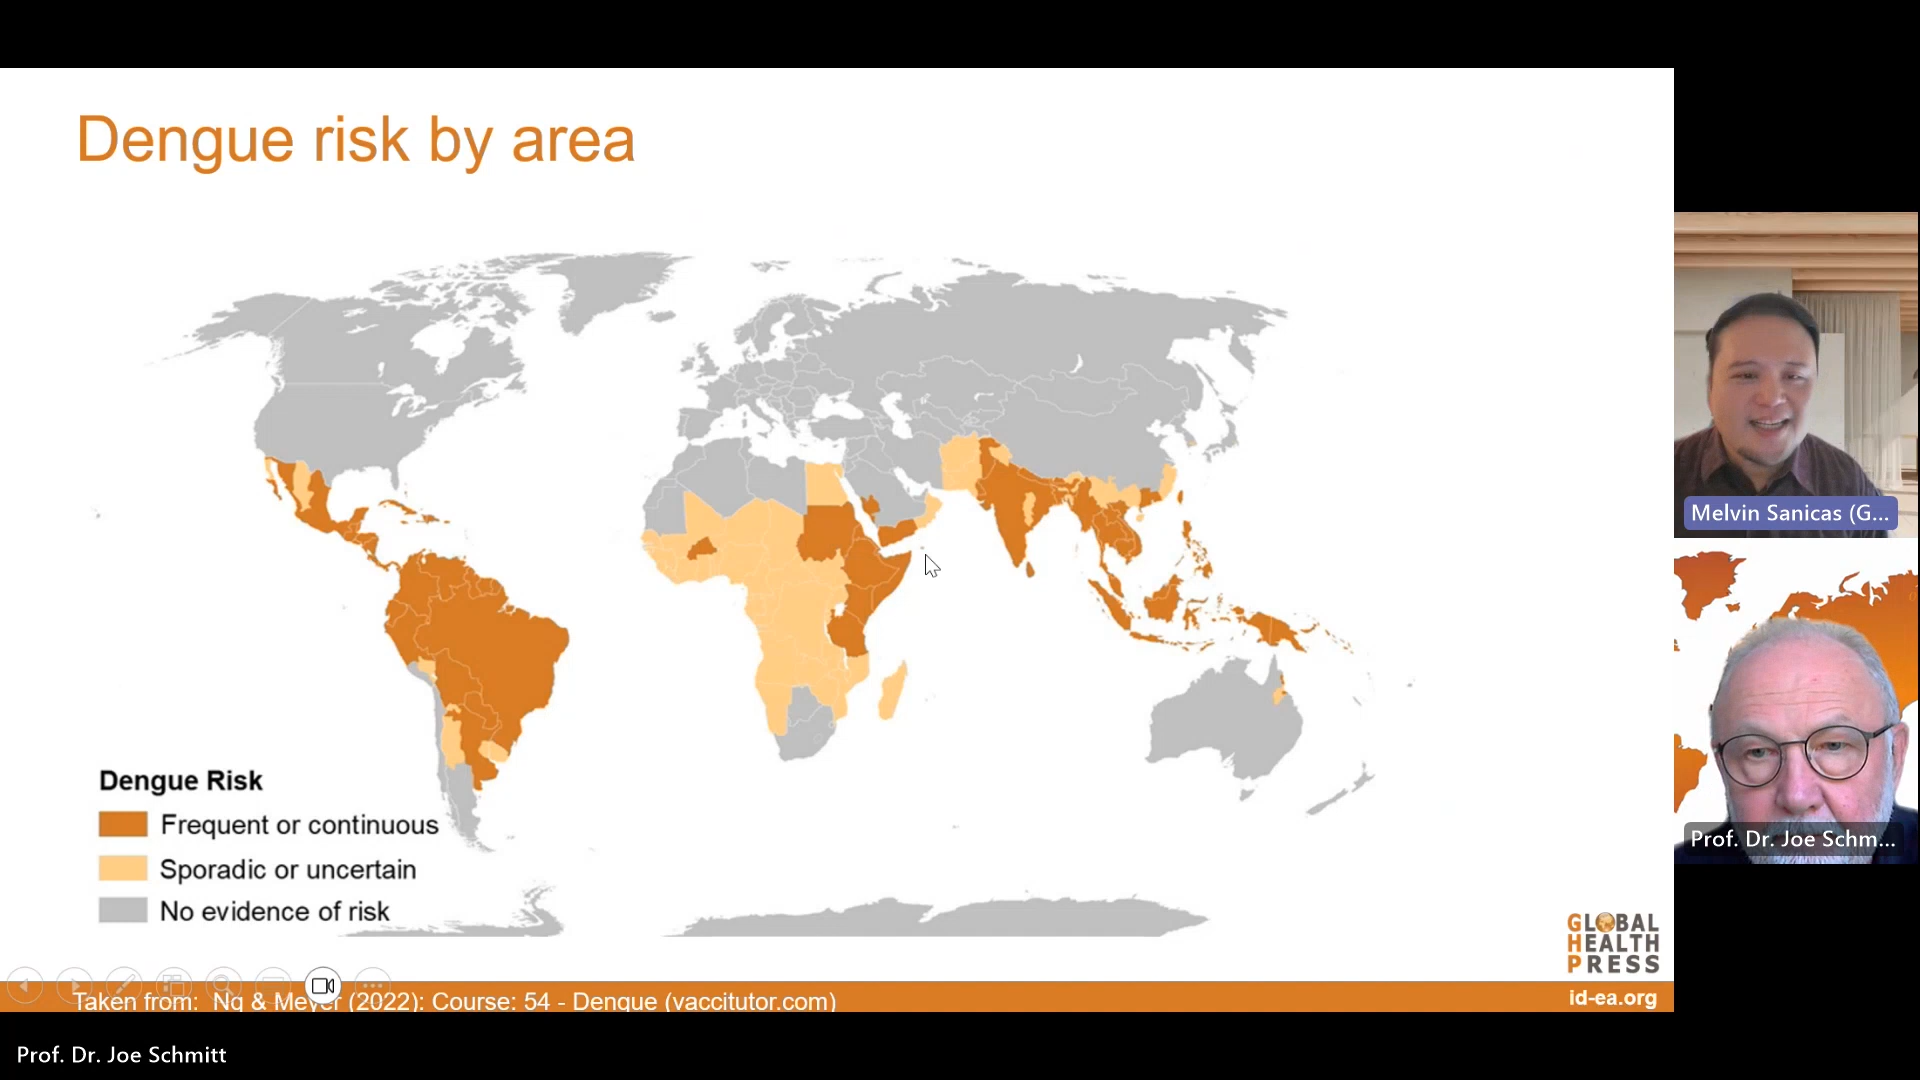 Dengue risk by area
Dengue Risk
Frequent or continuous
Sporadic or uncertain
No evidence of risk
GLOBAL
HEALTH
PRESS
Taken from: Ng & Meyer (2022): Course: 54 - Dengue (vaccitutor.com)
id-ea.org
Melvin Sanicas (G...
Prof. Dr. Joe Schm...
Prof. Dr. Joe Schmitt